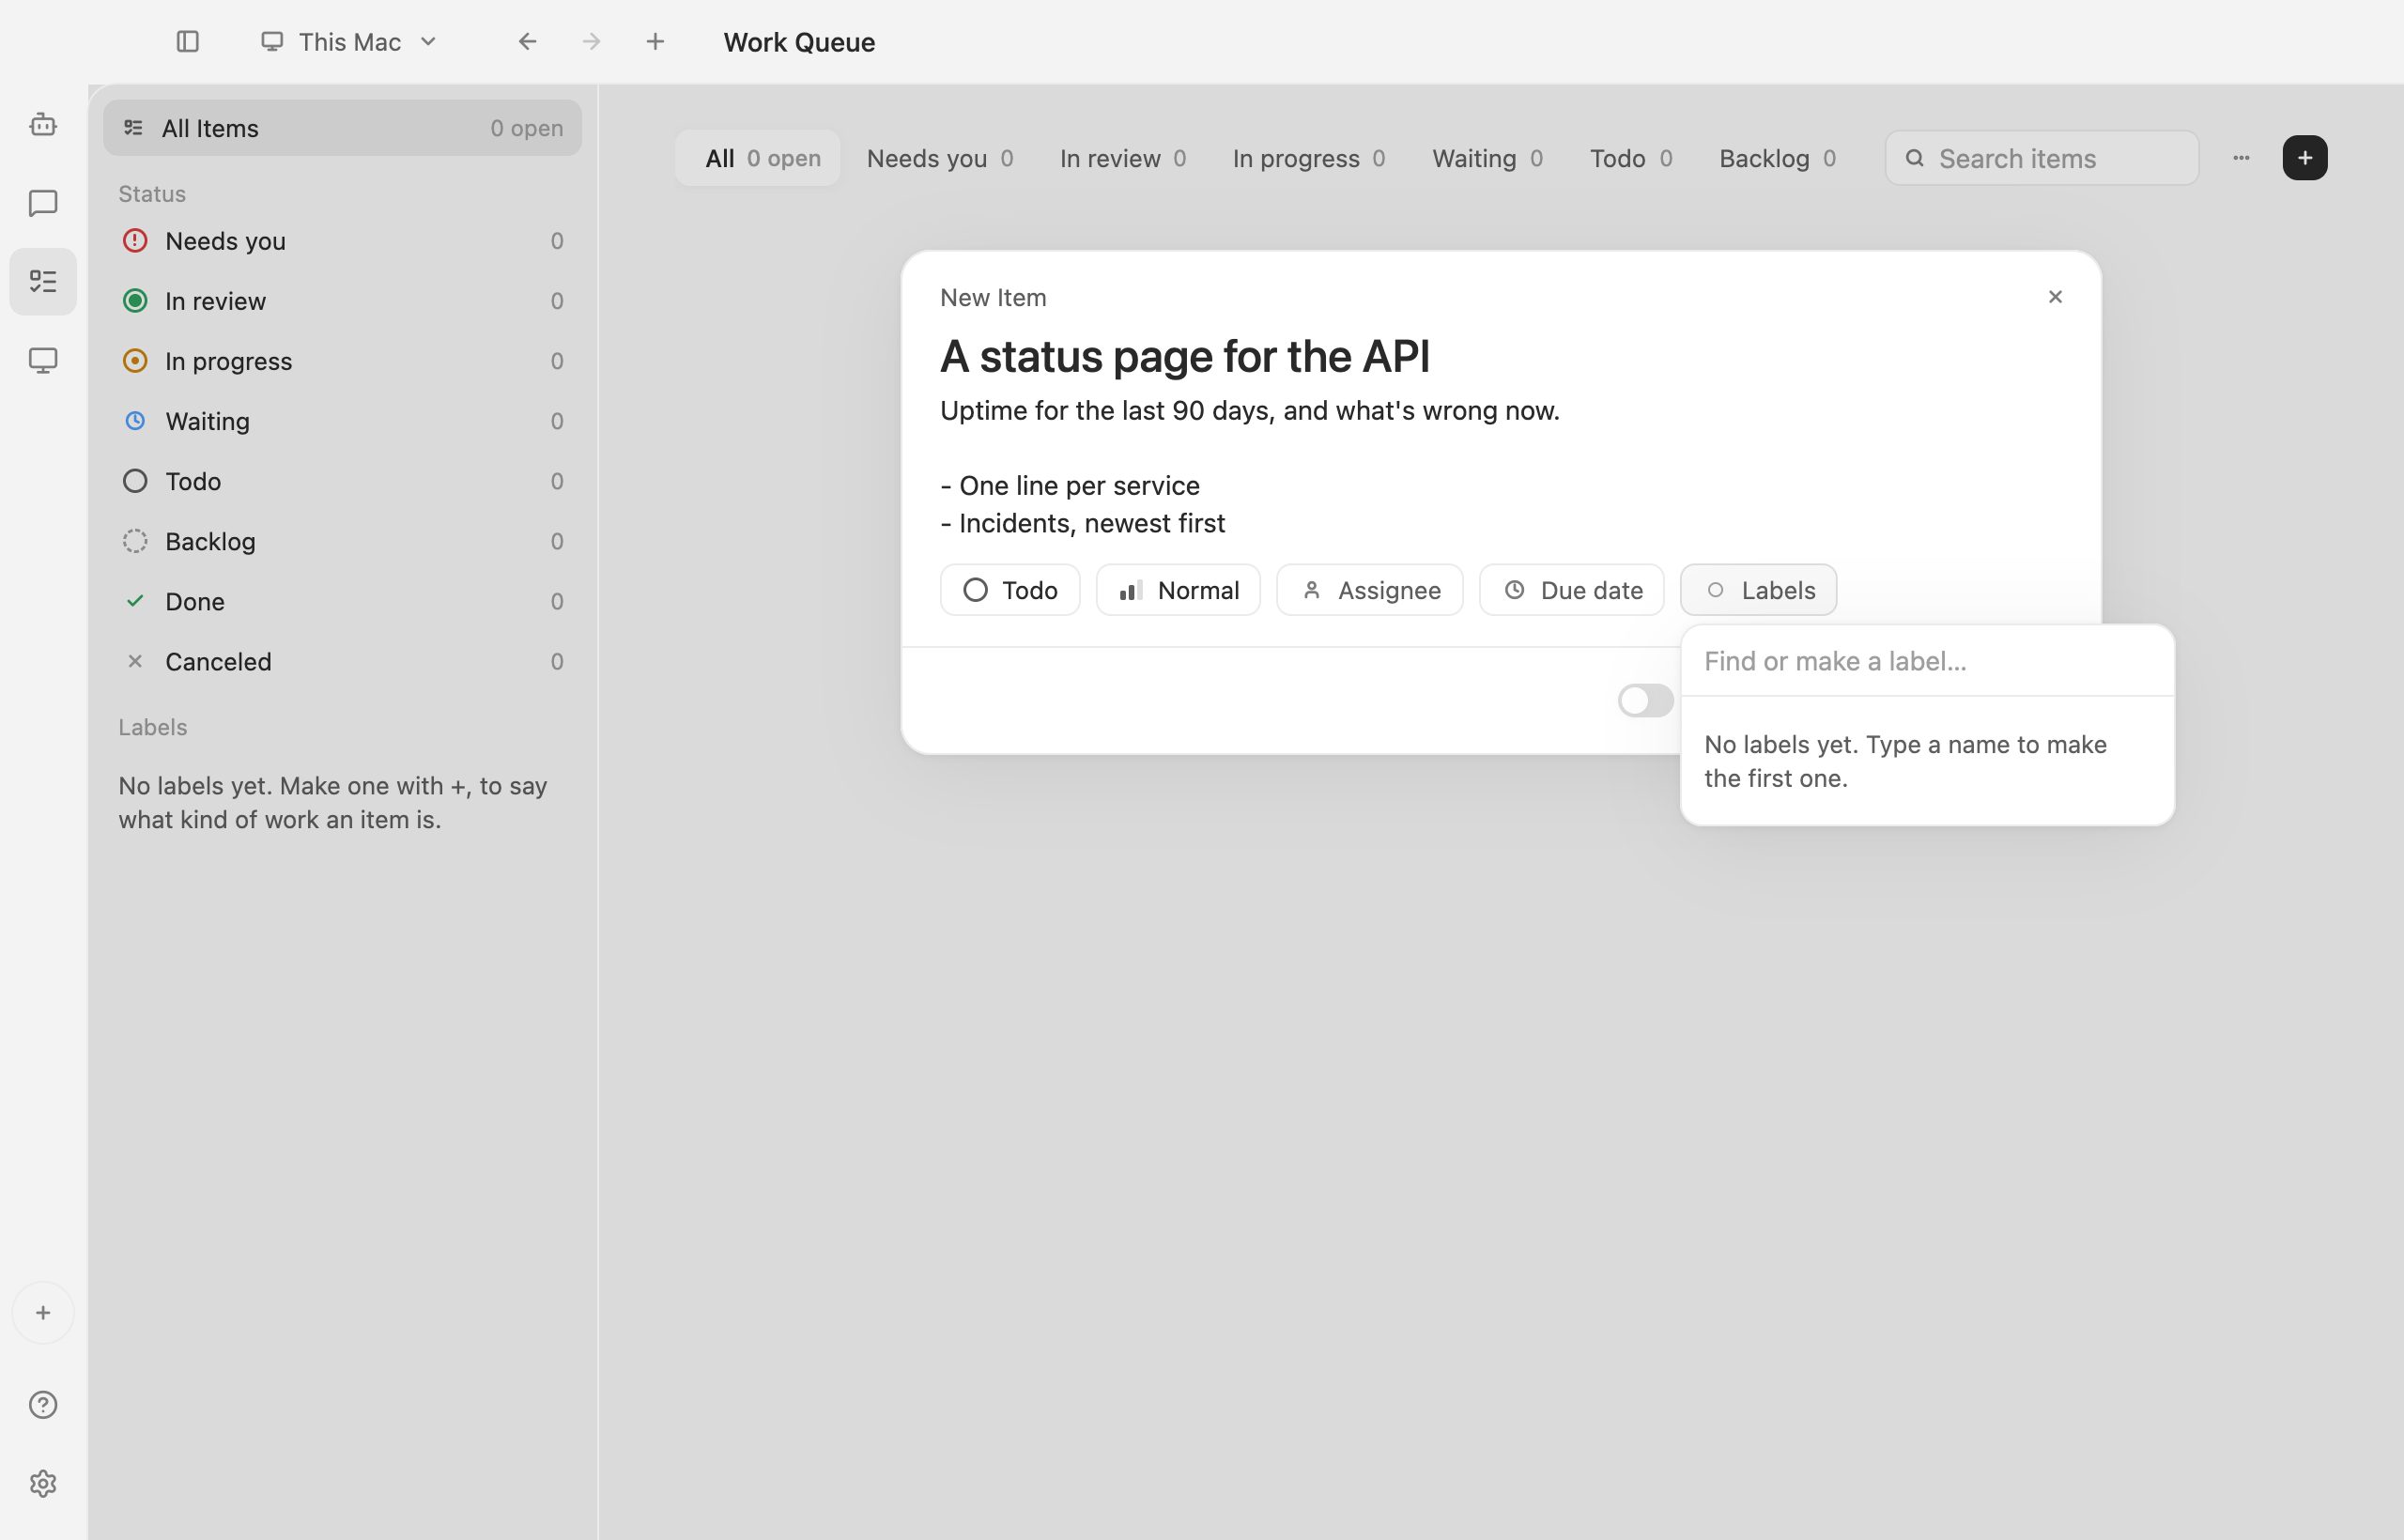 This Mac
Work Queue
All Items 0 open
Status
Needs you 0
In review 0
In progress 0
Waiting 0
Todo 0
Backlog 0
Done 0
Canceled 0
Labels
No labels yet. Make one with +, to say
what kind of work an item is.
All 0 open Needs you 0 In review 0 In progress 0 Waiting 0 Todo 0 Backlog 0 Search items
New Item
A status page for the API
Uptime for the last 90 days, and what's wrong now.
- One line per service
- Incidents, newest first
Todo Normal Assignee Due date Labels
Find or make a label...
No labels yet. Type a name to make
the first one.